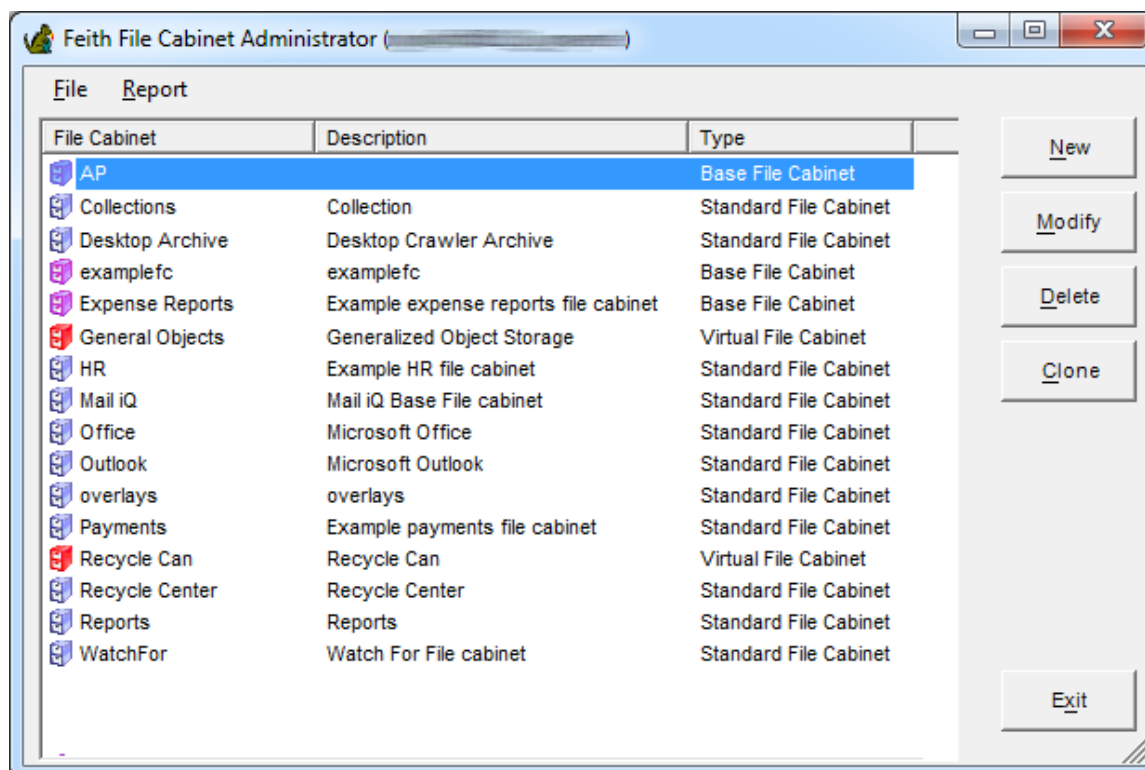 Feith File Cabinet Administrator ( )
File Report
File Cabinet Description Type
AP Base File Cabinet
Collections Collection Standard File Cabinet
Desktop Archive Desktop Crawler Archive Standard File Cabinet
examplefc examplefc Base File Cabinet
Expense Reports Example expense reports file cabinet Base File Cabinet
General Objects Generalized Object Storage Virtual File Cabinet
HR Example HR file cabinet Standard File Cabinet
Mail iQ Mail iQ Base File cabinet Standard File Cabinet
Office Microsoft Office Standard File Cabinet
Outlook Microsoft Outlook Standard File Cabinet
overlays overlays Standard File Cabinet
Payments Example payments file cabinet Standard File Cabinet
Recycle Can Recycle Can Virtual File Cabinet
Recycle Center Recycle Center Standard File Cabinet
Reports Reports Standard File Cabinet
WatchFor Watch For File cabinet Standard File Cabinet
New
Modify
Delete
Clone
Exit